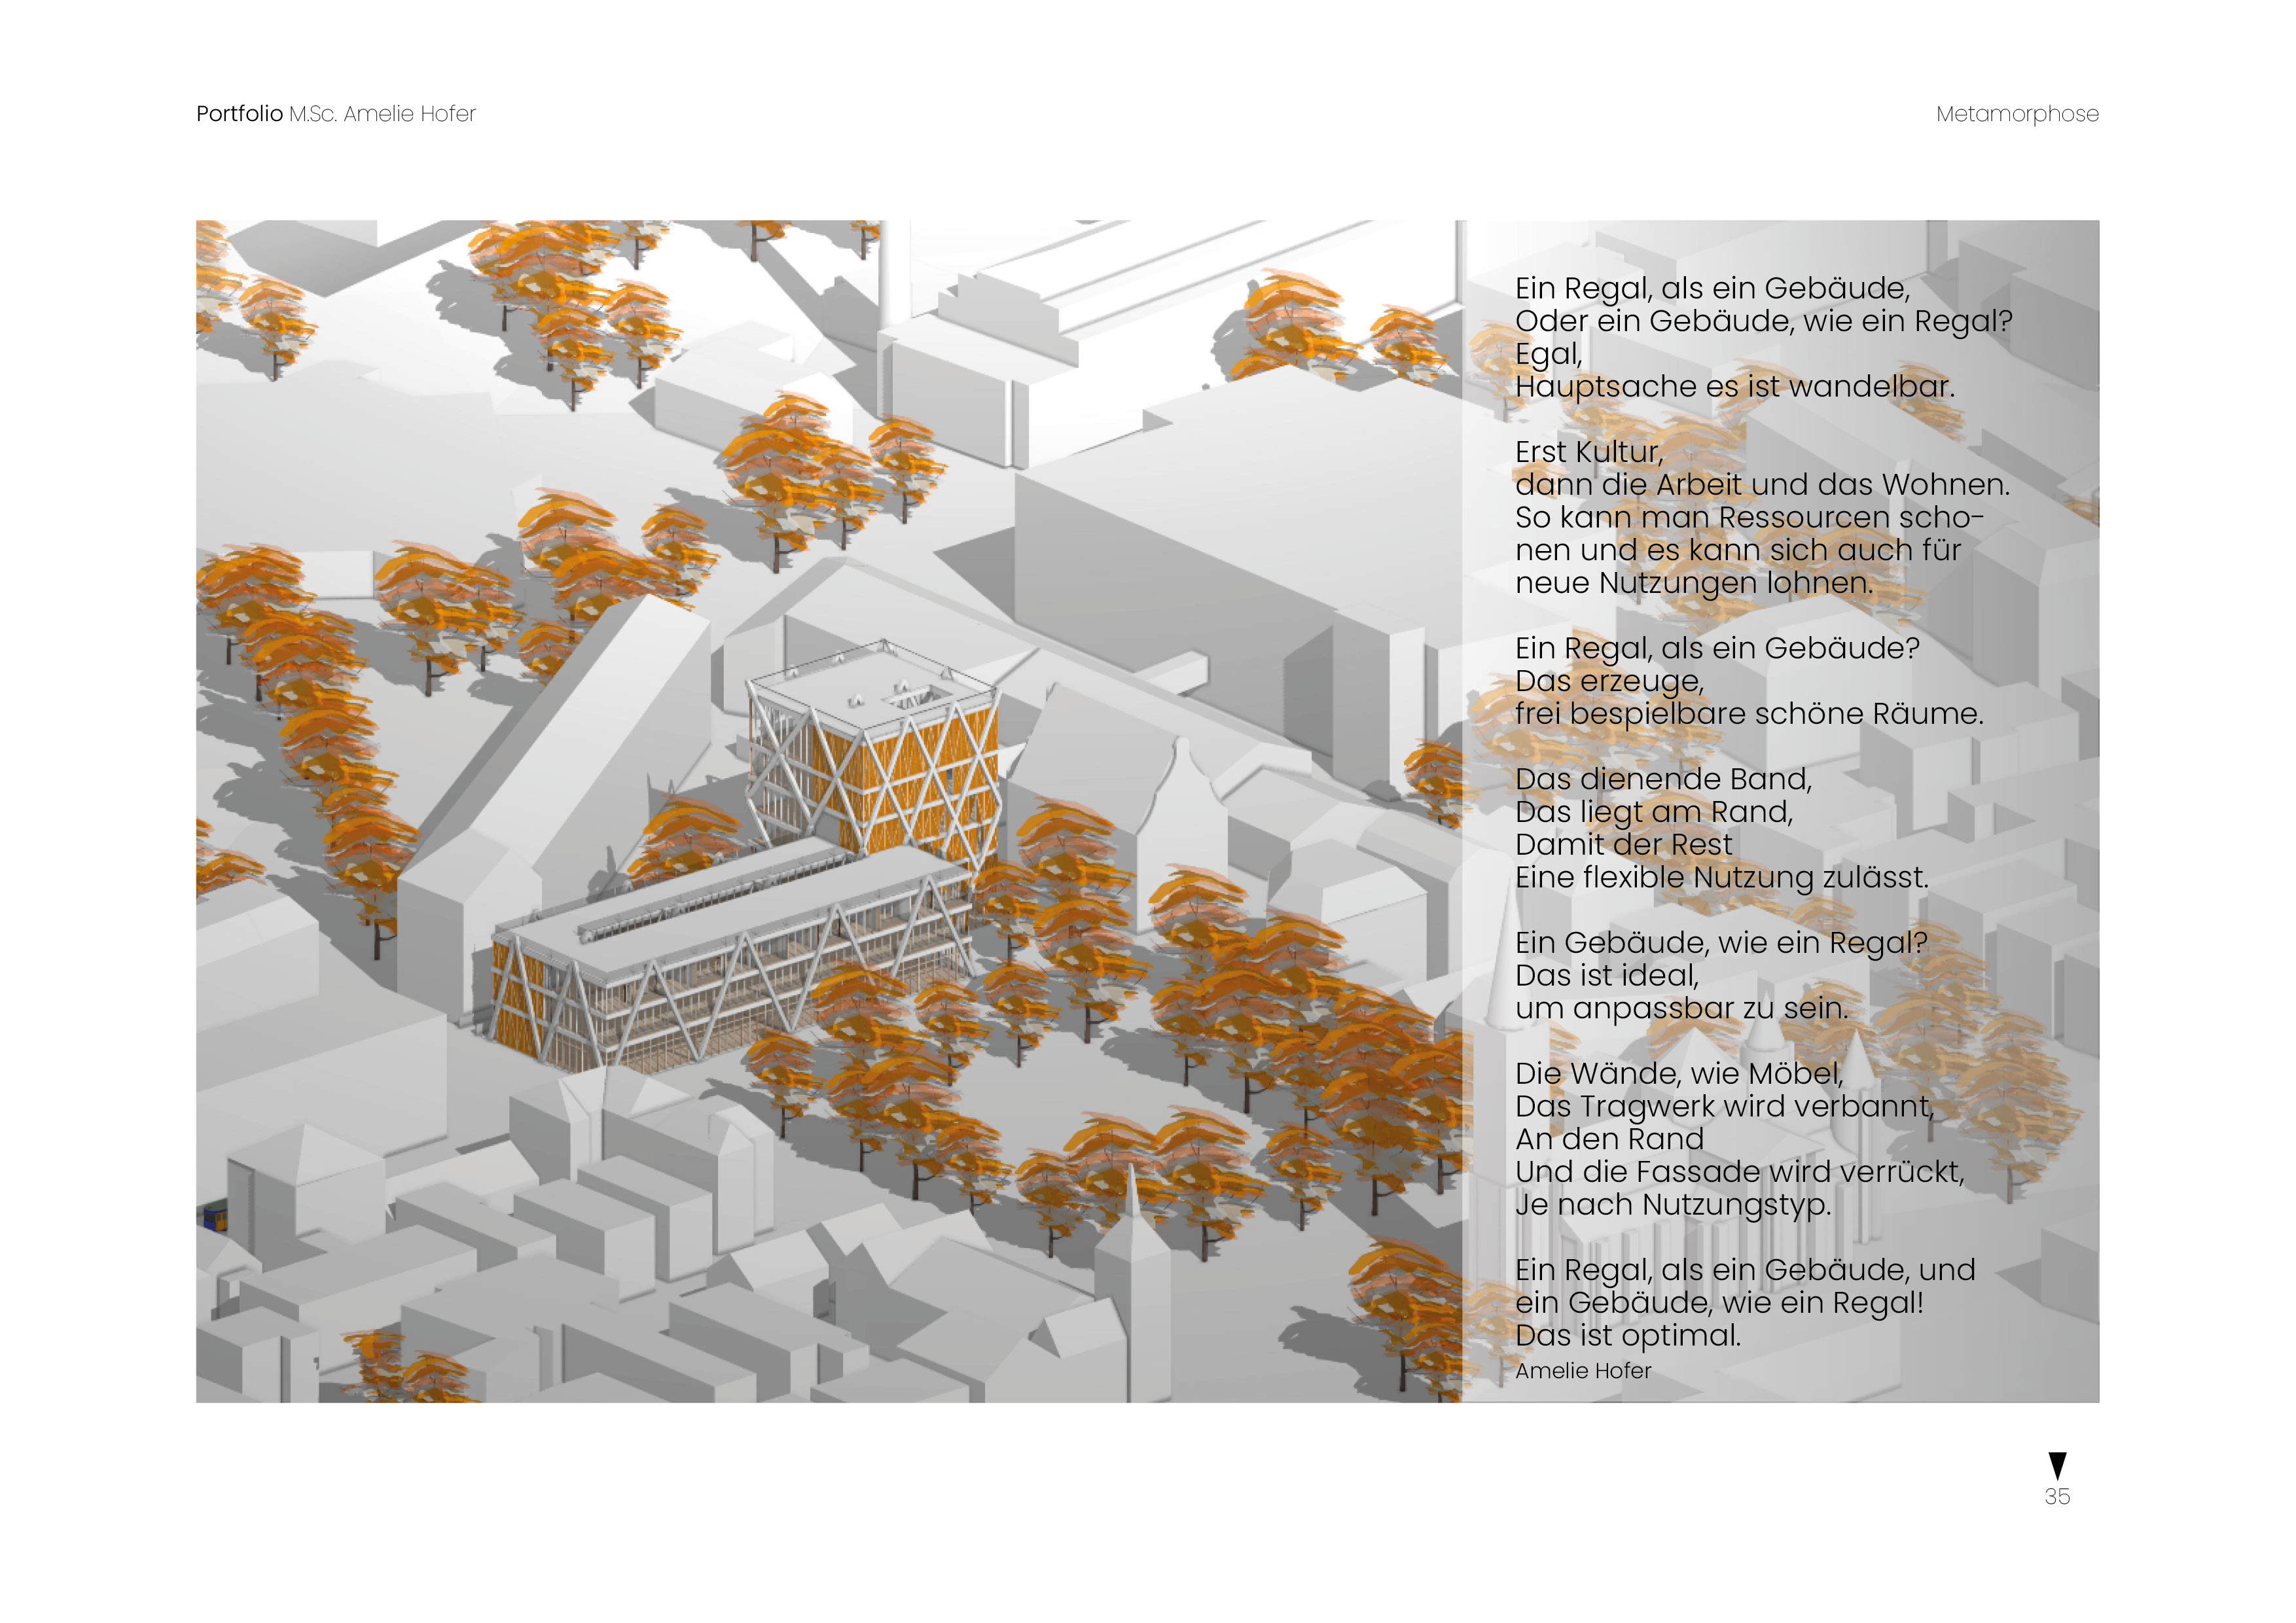 Portfolio M.Sc. Amelie Hofer
Metamorphose
Ein Regal, als ein Gebäude,
Oder ein Gebäude, wie ein Regal?
Egal,
Hauptsache es ist wandelbar.
Erst Kultur,
dann die Arbeit und das Wohnen.
So kann man Ressourcen scho-
nen und es kann sich auch für
neue Nutzungen lohnen.
Ein Regal, als ein Gebäude?
Das erzeuge,
frei bespielbare schöne Räume.
Das dienende Band,
Das liegt am Rand,
Damit der Rest
Eine flexible Nutzung zulässt.
Ein Gebäude, wie ein Regal?
Das ist ideal,
um anpassbar zu sein.
Die Wände, wie Möbel,
Das Tragwerk wird verbannt,
An den Rand
Und die Fassade wird verrückt,
Je nach Nutzungstyp.
Ein Regal, als ein Gebäude, und
ein Gebäude, wie ein Regal!
Das ist optimal.
Amelie Hofer
35